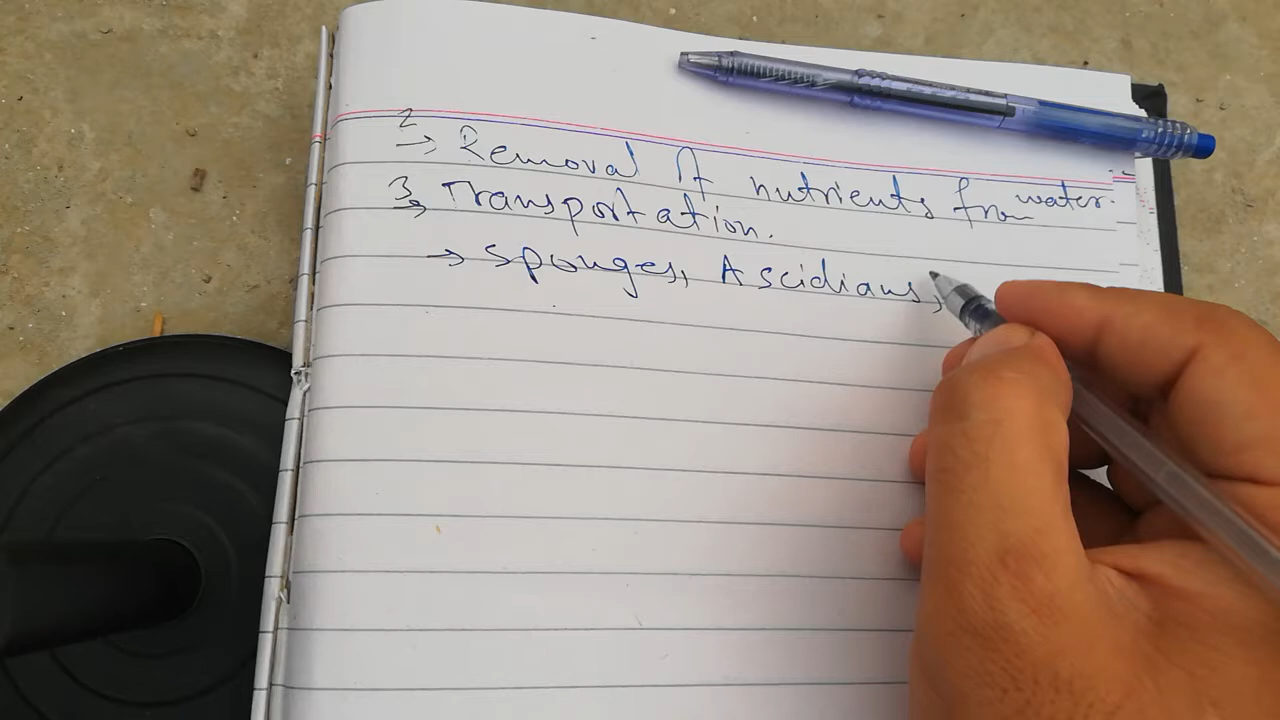 2
→ Removal of nutrients from water.
3
→ Transportation.
→ Sponges, Ascidians,